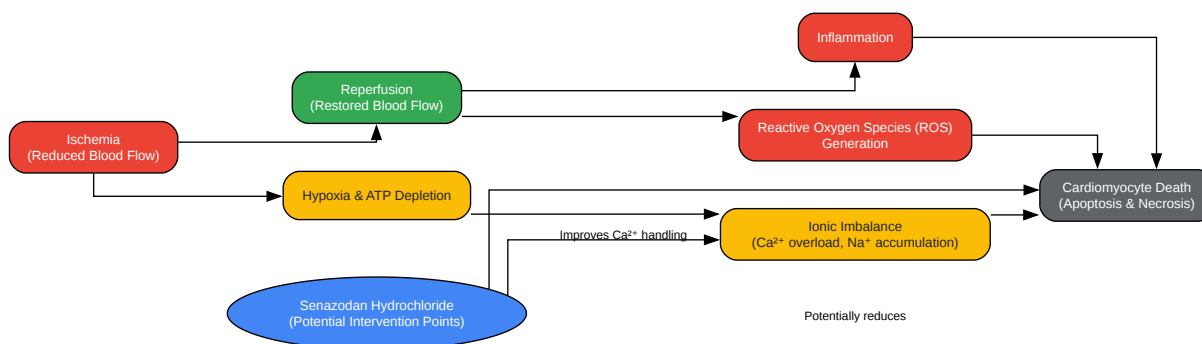 Inflammation
Reperfusion
(Restored Blood Flow)
Reactive Oxygen Species (ROS)
Generation
Ischemia
(Reduced Blood Flow)
Hypoxia & ATP Depletion
Cardiomyocyte Death
(Apoptosis & Necrosis)
Ionic Imbalance
(Ca²⁺ overload, Na⁺ accumulation)
Improves Ca²⁺ handling
Senazodan Hydrochloride
(Potential Intervention Points)
Potentially reduces